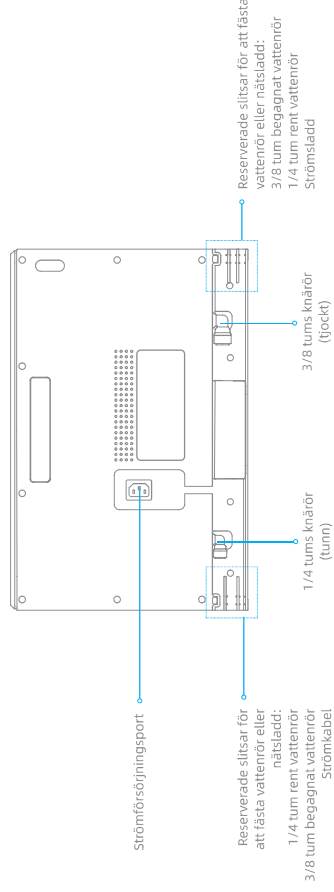 Strömförsörjningsport
Reserverade slitsar för
att fästa vattenrör eller
nätsladd:
1/4 tum rent vattenrör
3/8 tum begagnat vattenrör
Strömkabel
1/4 tums knärör
(tunn)
3/8 tums knärör
(tjockt)
Reserverade slitsar för att fästa
vattenrör eller nätsladd:
3/8 tum begagnat vattenrör
1/4 tum rent vattenrör
Strömsladd